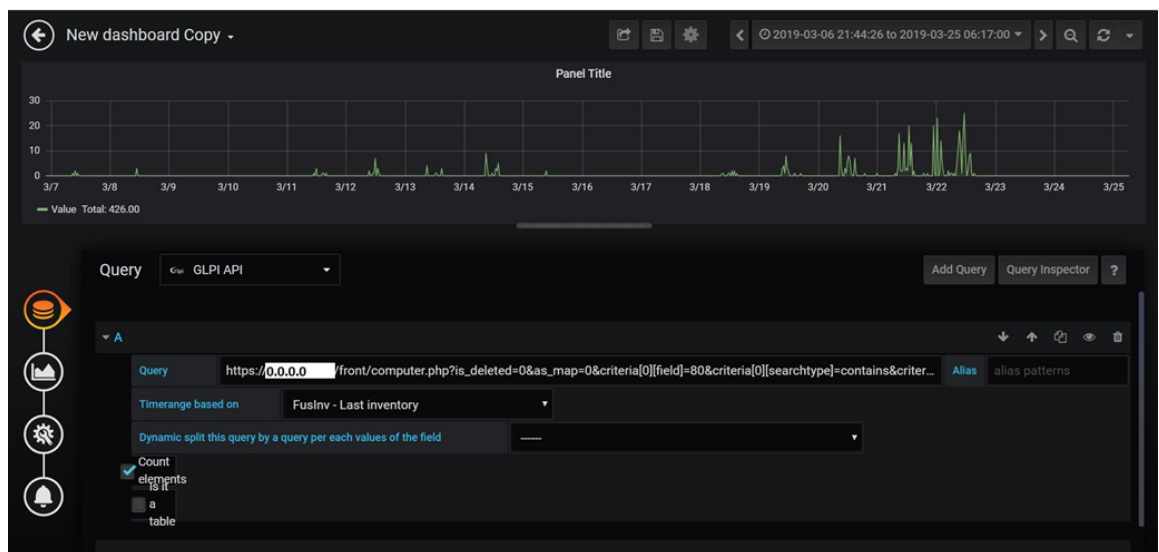 New dashboard Copy
2019-03-06 21:44:26 to 2019-03-25 06:17:00
Panel Title
30
20
10
0
3/7 3/8 3/9 3/10 3/11 3/12 3/13 3/14 3/15 3/16 3/17 3/18 3/19 3/20 3/21 3/22 3/23 3/24 3/25
Value Total: 426.00
Query Glpi GLPI API Add Query Query Inspector ?
A
Query https://0.0.0.0/front/computer.php?is_deleted=0&as_map=0&criteria[0][field]=80&criteria[0][searchtype]=contains&criter... Alias alias patterns
Timerange based on FusInv - Last inventory
Dynamic split this query by a query per each values of the field ------
Count
elements
Is it
a
table